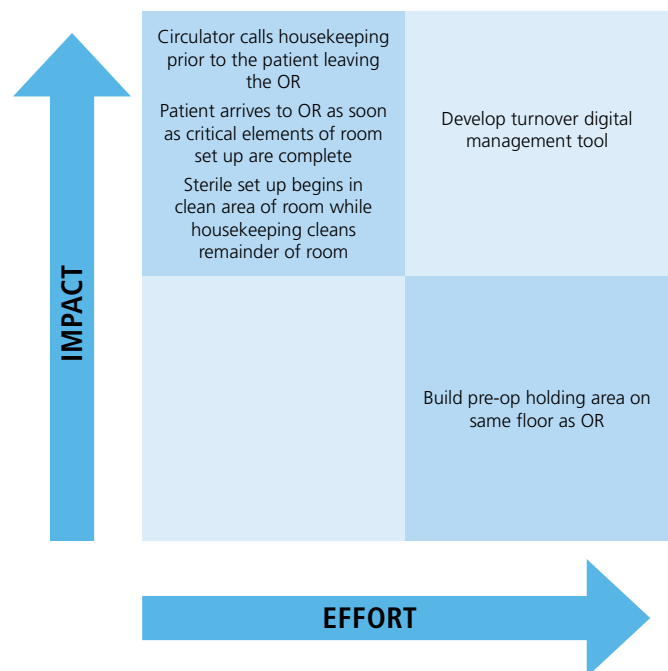 Circulator calls housekeeping
prior to the patient leaving
the OR
Patient arrives to OR as soon
as critical elements of room
set up are complete
Sterile set up begins in
clean area of room while
housekeeping cleans
remainder of room
Develop turnover digital
management tool
IMPACT
Build pre-op holding area on
same floor as OR
EFFORT